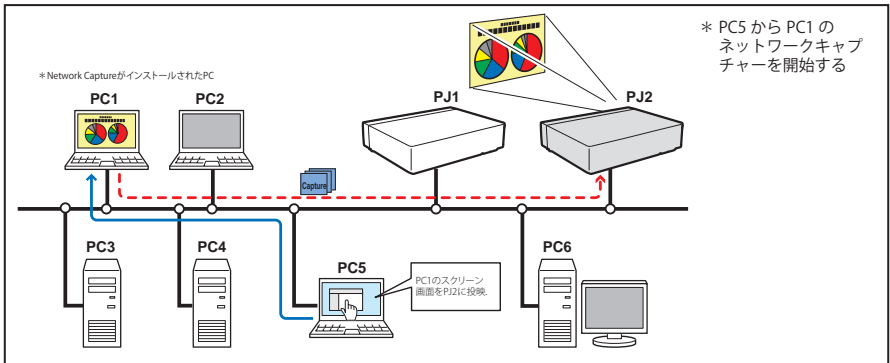 ＊PC5 から PC1 の
ネットワークキャプ
チャーを開始する
＊Network CaptureがインストールされたPC
PC1
PC2
PJ1
PJ2
Capture
PC3
PC4
PC5
PC1のスクリーン
画面をPJ2に投映.
PC6